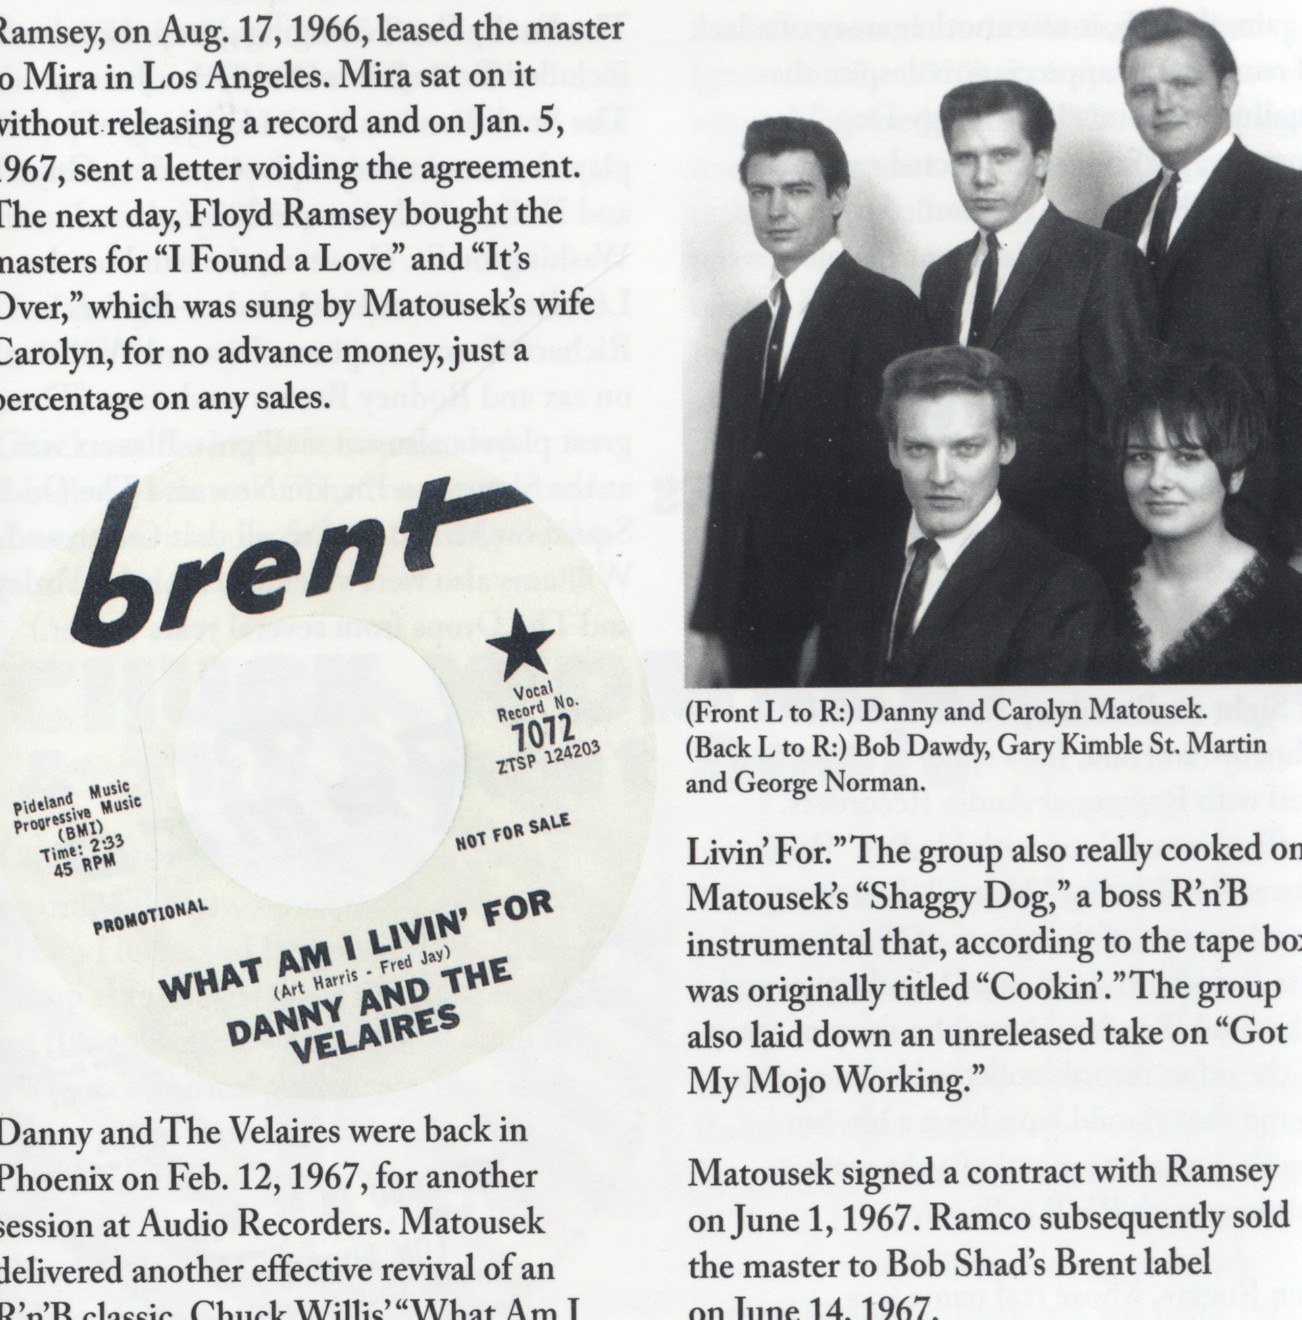 Ramsey, on Aug. 17, 1966, leased the master
to Mira in Los Angeles. Mira sat on it
without releasing a record and on Jan. 5,
1967, sent a letter voiding the agreement.
The next day, Floyd Ramsey bought the
masters for “I Found a Love” and “It’s
Over,” which was sung by Matousek’s wife
Carolyn, for no advance money, just a
percentage on any sales.
brent
Vocal
Record No.
7072
ZTSP 124203
Pideland Music
Progressive Music
(BMI)
Time: 2:33
45 RPM
NOT FOR SALE
PROMOTIONAL
WHAT AM I LIVIN' FOR
(Art Harris - Fred Jay)
DANNY AND THE
VELAIRES
Danny and The Velaires were back in
Phoenix on Feb. 12, 1967, for another
session at Audio Recorders. Matousek
delivered another effective revival of an
R’n’B classic, Chuck Willis’ “What Am I
(Front L to R:) Danny and Carolyn Matousek.
(Back L to R:) Bob Dawdy, Gary Kimble St. Martin
and George Norman.
Livin’ For.” The group also really cooked on
Matousek’s “Shaggy Dog,” a boss R’n’B
instrumental that, according to the tape box
was originally titled “Cookin’.” The group
also laid down an unreleased take on “Got
My Mojo Working.”
Matousek signed a contract with Ramsey
on June 1, 1967. Ramco subsequently sold
the master to Bob Shad’s Brent label
on June 14, 1967.